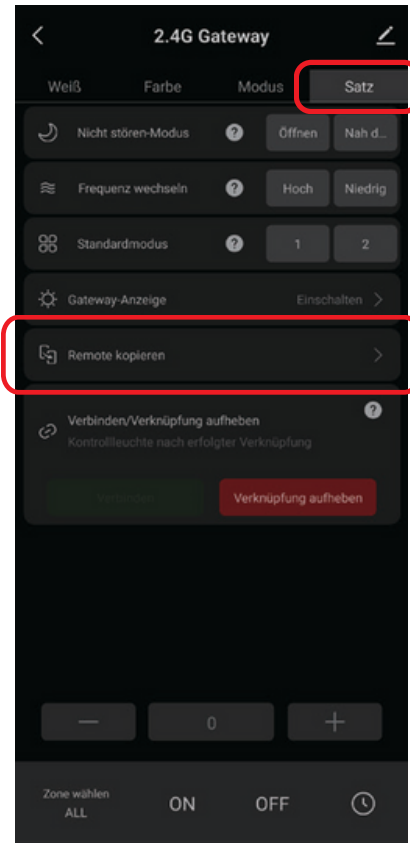 2.4G Gateway
Weiß Farbe Modus Satz
Nicht stören-Modus ? Öffnen Nah d...
Frequenz wechseln ? Hoch Niedrig
Standardmodus ? 1 2
Gateway-Anzeige Einschalten
Remote kopieren
Verbinden/Verknüpfung aufheben ?
Kontrollleuchte nach erfolgter Verknüpfung
Verbinden Verknüpfung aufheben
0
Zone wählen
ALL ON OFF